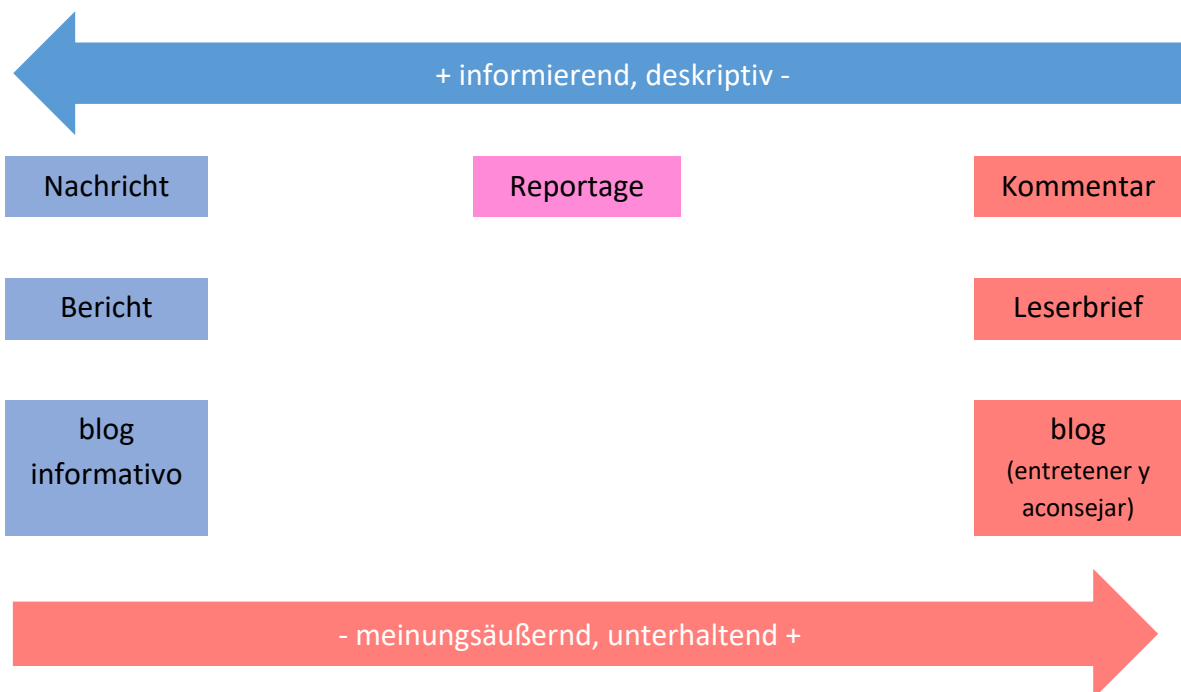 + informierend, deskriptiv -
Nachricht
Reportage
Kommentar
Bericht
Leserbrief
blog
informativo
blog
(entretener y
aconsejar)
- meinungsäußernd, unterhaltend +